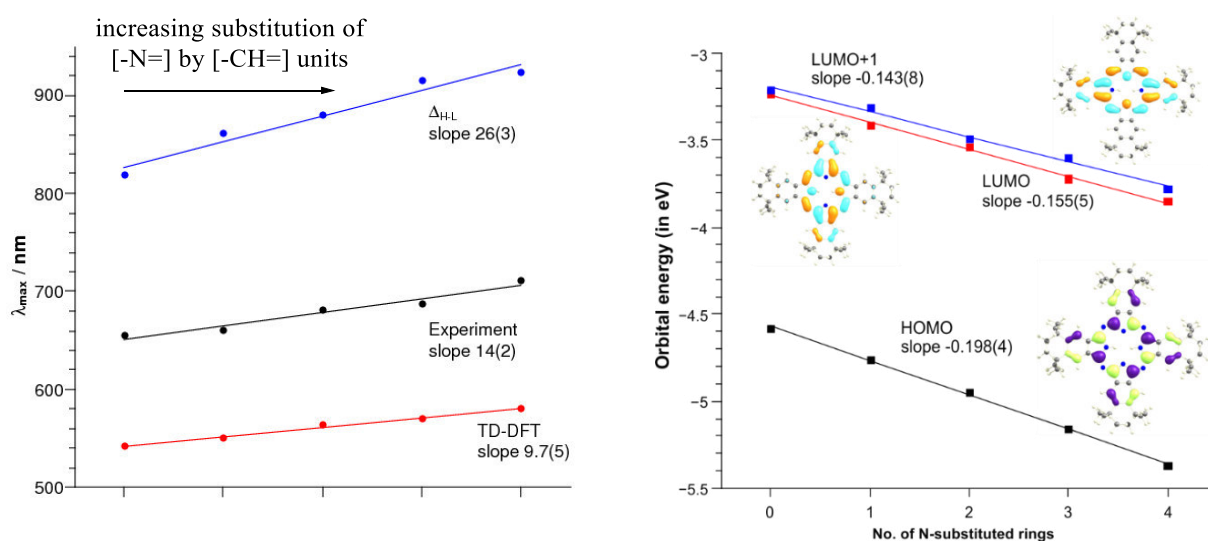 increasing substitution of
[-N=] by [-CH=] units
λmax / nm
900
800
700
600
500
ΔH-L
slope 26(3)
Experiment
slope 14(2)
TD-DFT
slope 9.7(5)
Orbital energy (in eV)
−3
−3.5
−4
−4.5
−5
−5.5
LUMO+1
slope -0.143(8)
LUMO
slope -0.155(5)
HOMO
slope -0.198(4)
0 1 2 3 4
No. of N-substituted rings